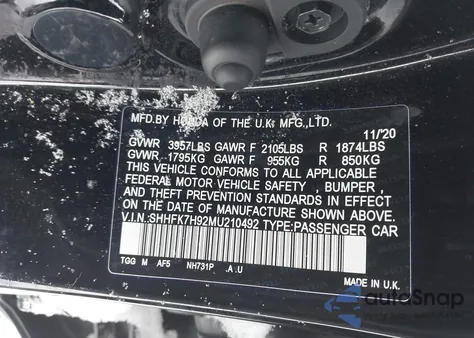 MFD.BY HONDA OF THE U.K. MFG.,LTD.
11/20
GVWR 3957LBS GAWR F 2105LBS R 1874LBS
GVWR 1795KG GAWR F 955KG R 850KG
THIS VEHICLE CONFORMS TO ALL APPLICABLE
FEDERAL MOTOR VEHICLE SAFETY , BUMPER ,
AND THEFT PREVENTION STANDARDS IN EFFECT
ON THE DATE OF MANUFACTURE SHOWN ABOVE.
V.I.N.:SHHFK7H92MU210492 TYPE:PASSENGER CAR
TGG M AF5 NH731P .A .U
MADE IN U.K.
autoSnap